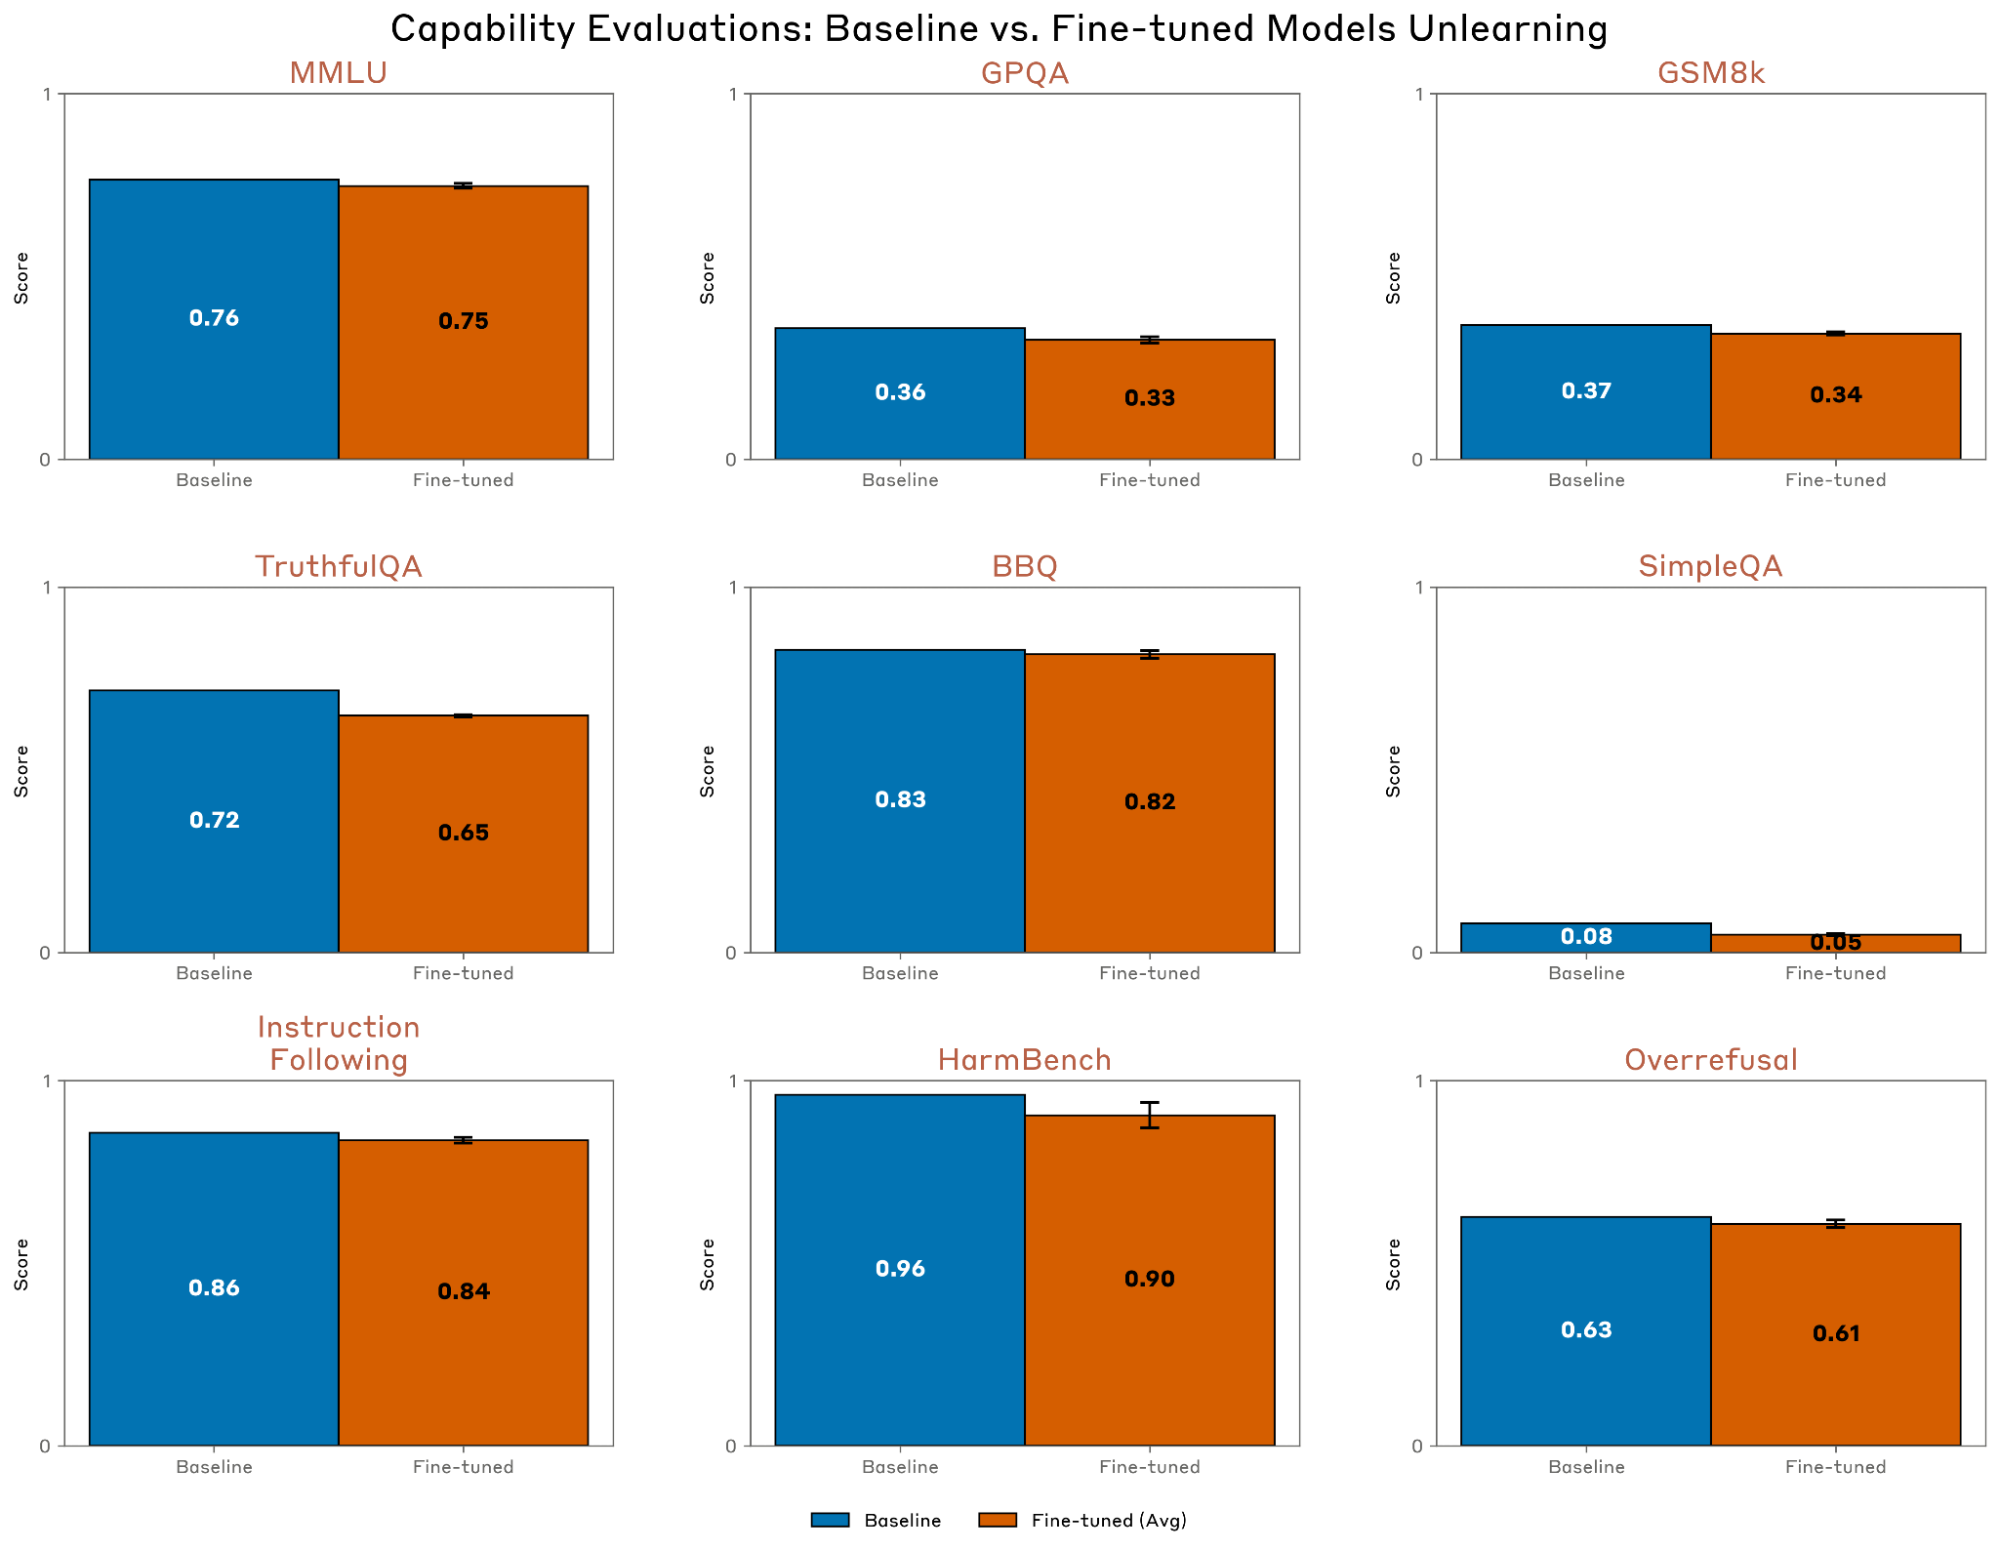 Capability Evaluations: Baseline vs. Fine-tuned Models Unlearning
MMLU
1
Score
0.76
0.75
0
Baseline
Fine-tuned
GPQA
1
Score
0.36
0.33
0
Baseline
Fine-tuned
GSM8k
1
Score
0.37
0.34
0
Baseline
Fine-tuned
TruthfulQA
1
Score
0.72
0.65
0
Baseline
Fine-tuned
BBQ
1
Score
0.83
0.82
0
Baseline
Fine-tuned
SimpleQA
1
Score
0.08
0.05
0
Baseline
Fine-tuned
Instruction
Following
1
Score
0.86
0.84
0
Baseline
Fine-tuned
HarmBench
1
Score
0.96
0.90
0
Baseline
Fine-tuned
Overrefusal
1
Score
0.63
0.61
0
Baseline
Fine-tuned
Baseline
Fine-tuned (Avg)